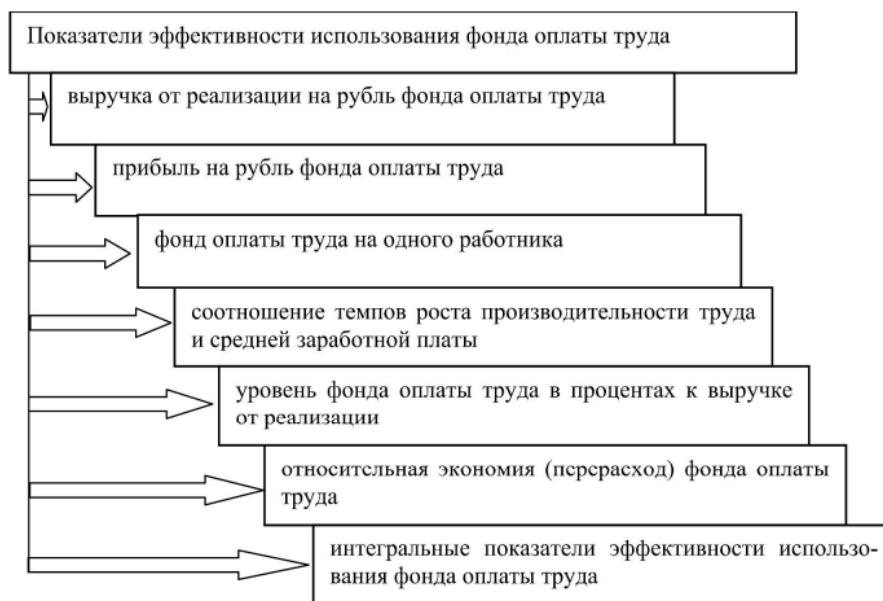 Показатели эффективности использования фонда оплаты труда
выручка от реализации на рубль фонда оплаты труда
прибыль на рубль фонда оплаты труда
фонд оплаты труда на одного работника
соотношение темпов роста производительности труда
и средней заработной платы
уровень фонда оплаты труда в процентах к выручке
от реализации
относительная экономия (перерасход) фонда оплаты
труда
интегральные показатели эффективности использо-
вания фонда оплаты труда